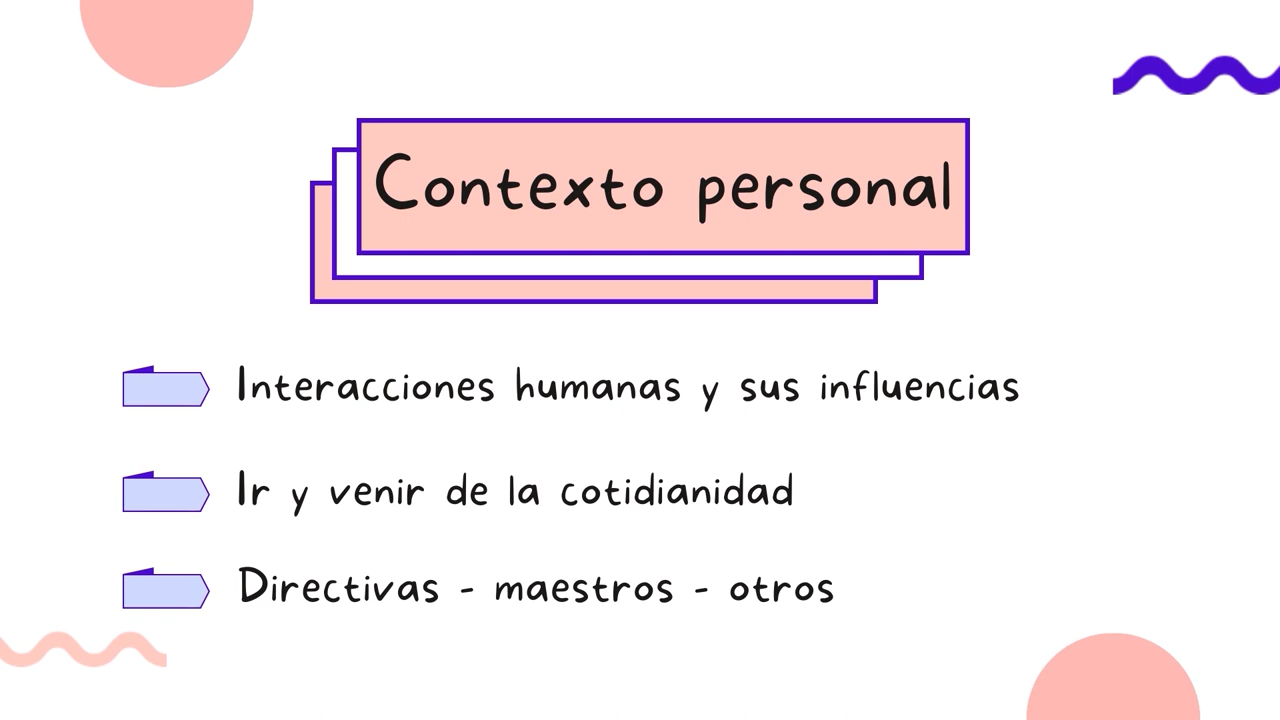 Contexto personal
Interacciones humanas y sus influencias
Ir y venir de la cotidianidad
Directivas - maestros - otros